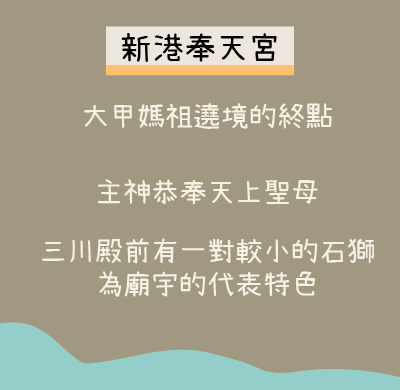 新港奉天宮
大甲媽祖遶境的終點
主神恭奉天上聖母
三川殿前有一對較小的石獅
為廟宇的代表特色